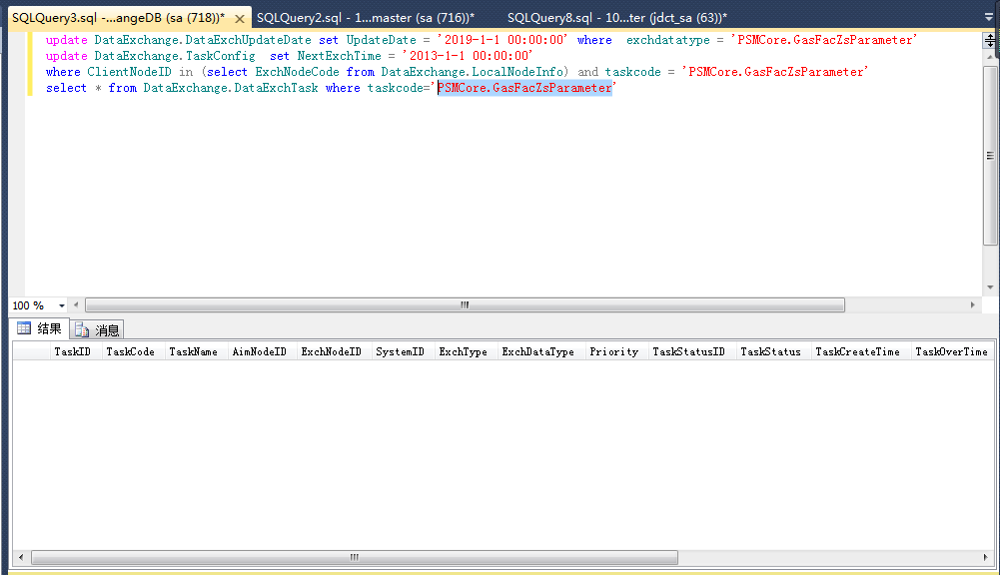 SQLQuery3.sql -...angeDB (sa (718))* SQLQuery2.sql - 1...master (sa (716))* SQLQuery8.sql - 10...ter (jdct_sa (63))*
update DataExchange.DataExchUpdateDate set UpdateDate = '2019-1-1 00:00:00' where exchdatatype = 'PSMCore.GasFacZsParameter'
update DataExchange.TaskConfig set NextExchTime = '2013-1-1 00:00:00'
where ClientNodeID in (select ExchNodeCode from DataExchange.LocalNodeInfo) and taskcode = 'PSMCore.GasFacZsParameter'
select * from DataExchange.DataExchTask where taskcode='PSMCore.GasFacZsParameter'
100 %
结果 消息
TaskID TaskCode TaskName AimNodeID ExchNodeID SystemID ExchType ExchDataType Priority TaskStatusID TaskStatus TaskCreateTime TaskOverTime